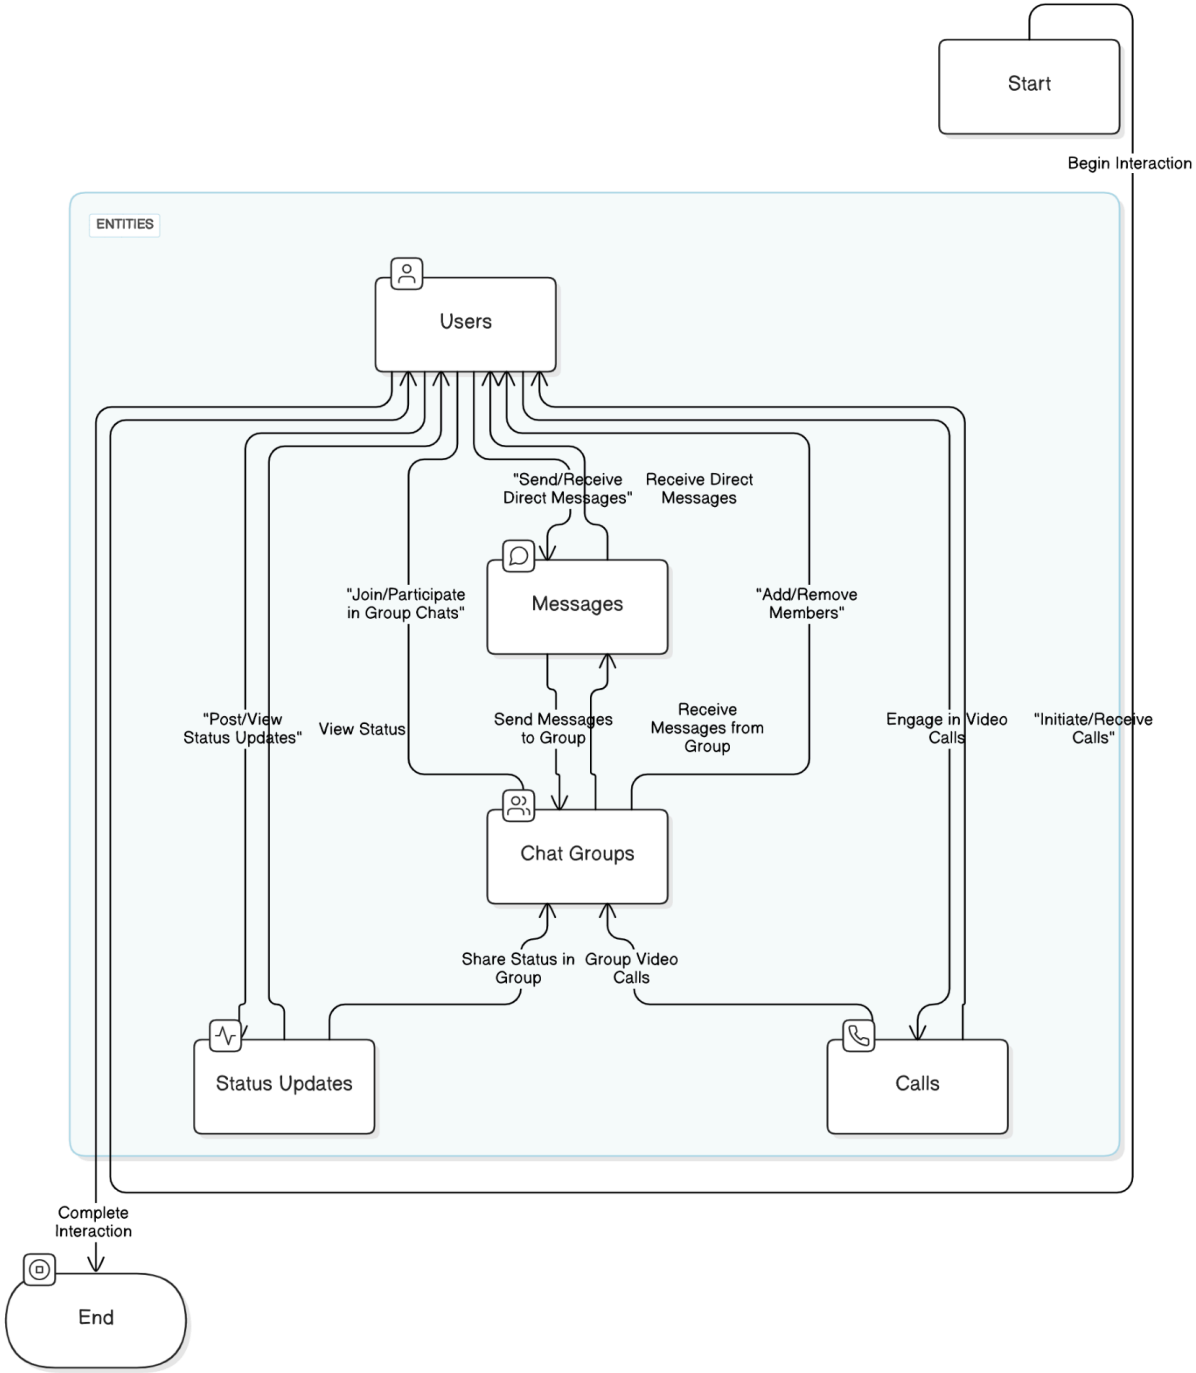 Start
Begin Interaction
ENTITIES
Users
"Send/Receive
Direct Messages"
Receive Direct
Messages
"Join/Participate
in Group Chats"
Messages
"Add/Remove
Members"
"Post/View
Status Updates"
View Status
Send Messages
to Group
Receive
Messages from
Group
Engage in Video
Calls
"Initiate/Receive
Calls"
Chat Groups
Share Status in
Group
Group Video
Calls
Status Updates
Calls
Complete
Interaction
End